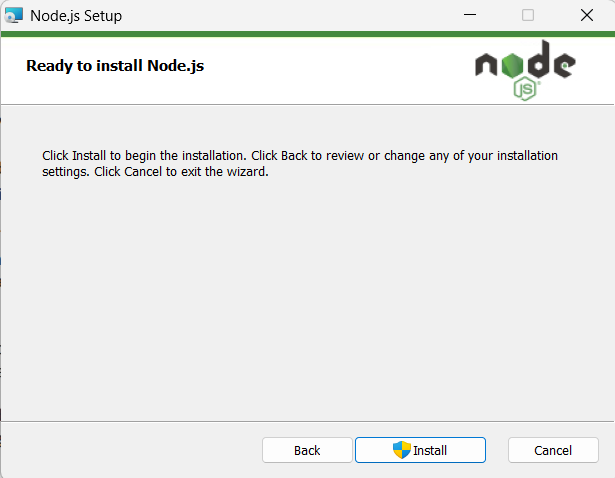 Node.js Setup
Ready to install Node.js
node
JS
Click Install to begin the installation. Click Back to review or change any of your installation
settings. Click Cancel to exit the wizard.
Back
Install
Cancel